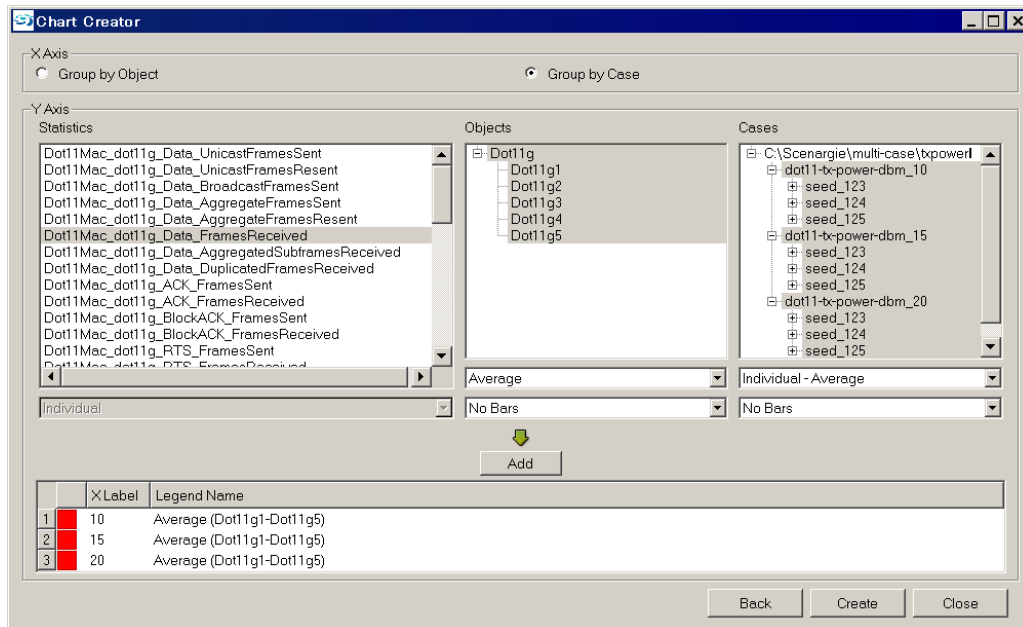 Chart Creator
X Axis
Group by Object
Group by Case
Y Axis
Statistics
Dot11Mac_dot11g_Data_UnicastFramesSent
Dot11Mac_dot11g_Data_UnicastFramesResent
Dot11Mac_dot11g_Data_BroadcastFramesSent
Dot11Mac_dot11g_Data_AggregateFramesSent
Dot11Mac_dot11g_Data_AggregateFramesResent
Dot11Mac_dot11g_Data_FramesReceived
Dot11Mac_dot11g_Data_AggregatedSubframesReceived
Dot11Mac_dot11g_Data_DuplicatedFramesReceived
Dot11Mac_dot11g_ACK_FramesSent
Dot11Mac_dot11g_ACK_FramesReceived
Dot11Mac_dot11g_BlockACK_FramesSent
Dot11Mac_dot11g_BlockACK_FramesReceived
Dot11Mac_dot11g_RTS_FramesSent
Dot11Mac_dot11g_RTS_FramesReceived
Individual
Objects
Dot11g
Dot11g1
Dot11g2
Dot11g3
Dot11g4
Dot11g5
Average
No Bars
Cases
C:\Scenargie\multi-case\txpowerl
dot11-tx-power-dbm_10
seed_123
seed_124
seed_125
dot11-tx-power-dbm_15
seed_123
seed_124
seed_125
dot11-tx-power-dbm_20
seed_123
seed_124
seed_125
Individual - Average
No Bars
Add
X Label Legend Name
1 10 Average (Dot11g1-Dot11g5)
2 15 Average (Dot11g1-Dot11g5)
3 20 Average (Dot11g1-Dot11g5)
Back
Create
Close